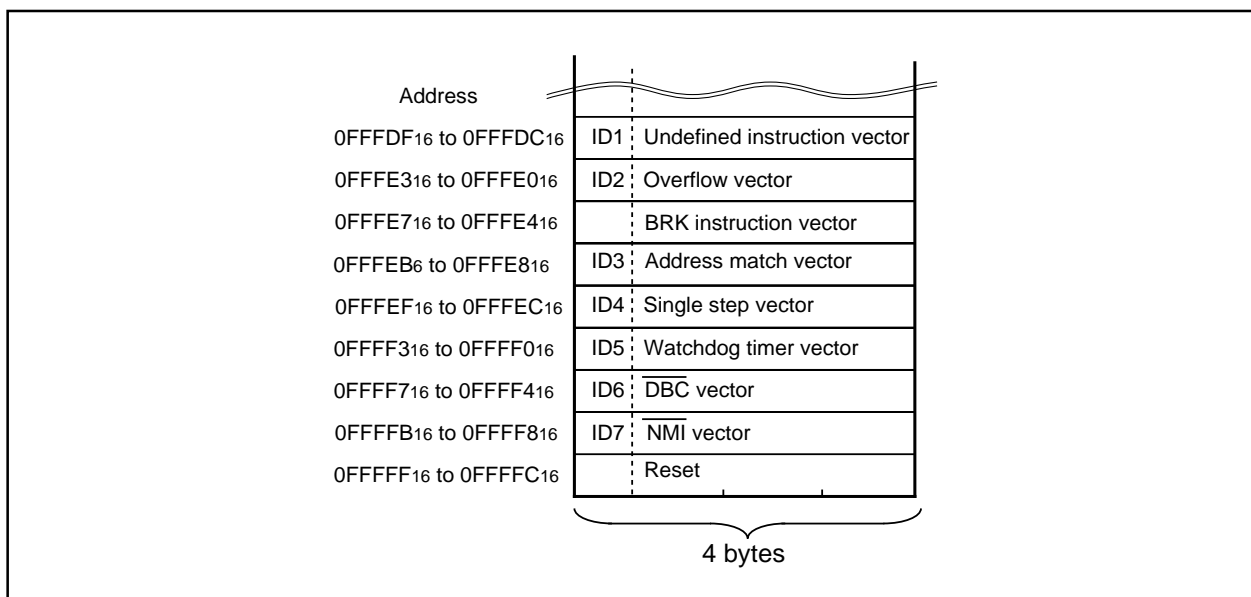 Address
0FFFDF16 to 0FFFDC16 ID1 Undefined instruction vector
0FFFE316 to 0FFFE016 ID2 Overflow vector
0FFFE716 to 0FFFE416 BRK instruction vector
0FFFEB6 to 0FFFE816 ID3 Address match vector
0FFFEF16 to 0FFFEC16 ID4 Single step vector
0FFFF316 to 0FFFF016 ID5 Watchdog timer vector
0FFFF716 to 0FFFF416 ID6 DBC vector
0FFFFB16 to 0FFFF816 ID7 NMI vector
0FFFFF16 to 0FFFFC16 Reset
4 bytes